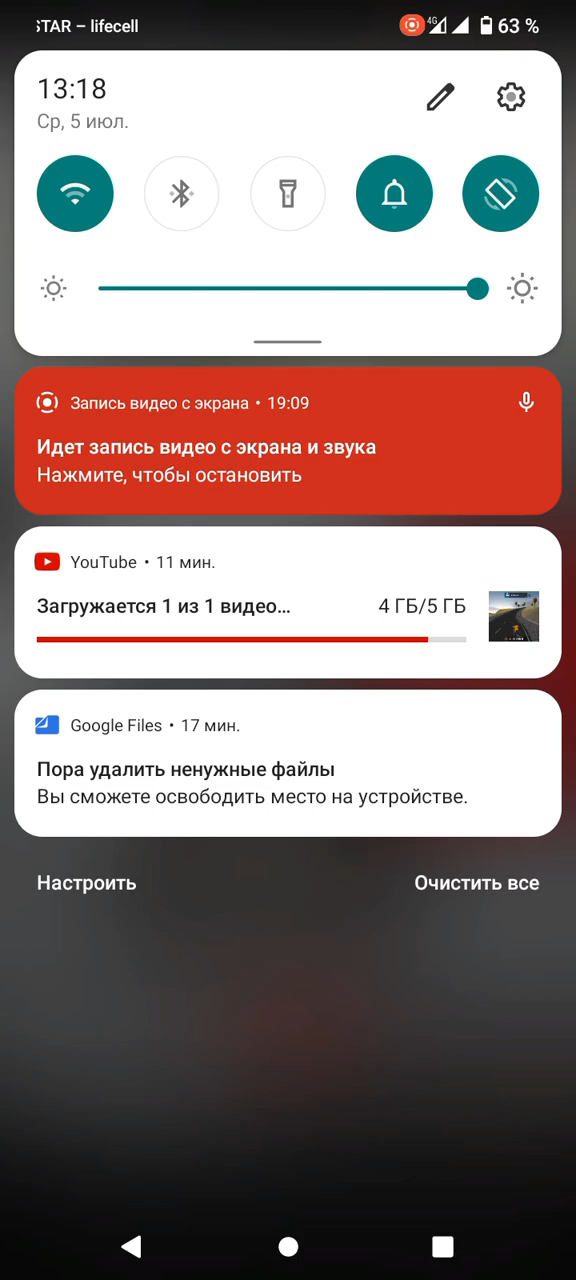 STAR – lifecell
4G
63 %
13:18
Ср, 5 июл.
Запись видео с экрана • 19:09
Идет запись видео с экрана и звука
Нажмите, чтобы остановить
YouTube • 11 мин.
Загружается 1 из 1 видео… 4 ГБ/5 ГБ
Google Files • 17 мин.
Пора удалить ненужные файлы
Вы сможете освободить место на устройстве.
Настроить
Очистить все